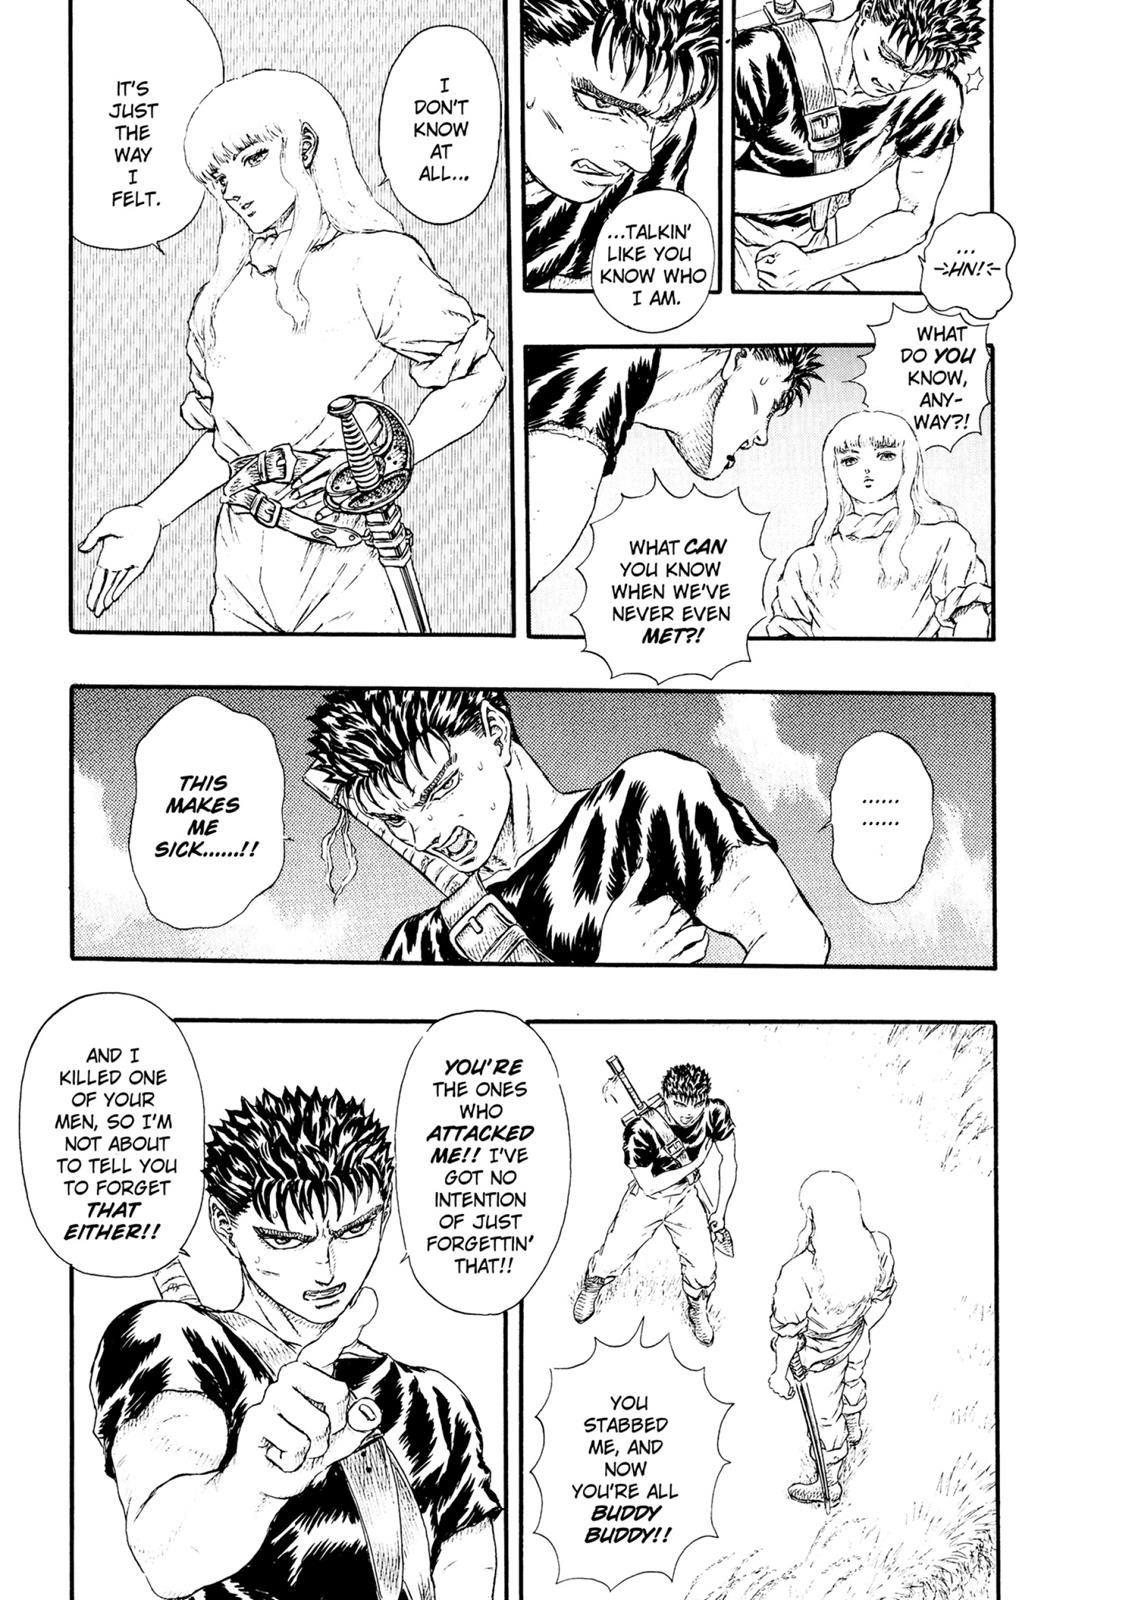 ...
HN!
...TALKIN'
LIKE YOU
KNOW WHO
I AM.
WHAT
DO YOU
KNOW,
ANY-
WAY?!
WHAT CAN
YOU KNOW
WHEN WE'VE
NEVER EVEN
MET?!
I
DON'T
KNOW
AT
ALL...
IT'S
JUST
THE
WAY
I
FELT.
......
......
THIS
MAKES
ME
SICK......!!
YOU
STABBED
ME, AND
NOW
YOU'RE ALL
BUDDY
BUDDY!!
YOU'RE
THE ONES
WHO
ATTACKED
ME!! I'VE
GOT NO
INTENTION
OF JUST
FORGETTIN'
THAT!!
AND I
KILLED ONE
OF YOUR
MEN, SO I'M
NOT ABOUT
TO TELL YOU
TO FORGET
THAT
EITHER!!